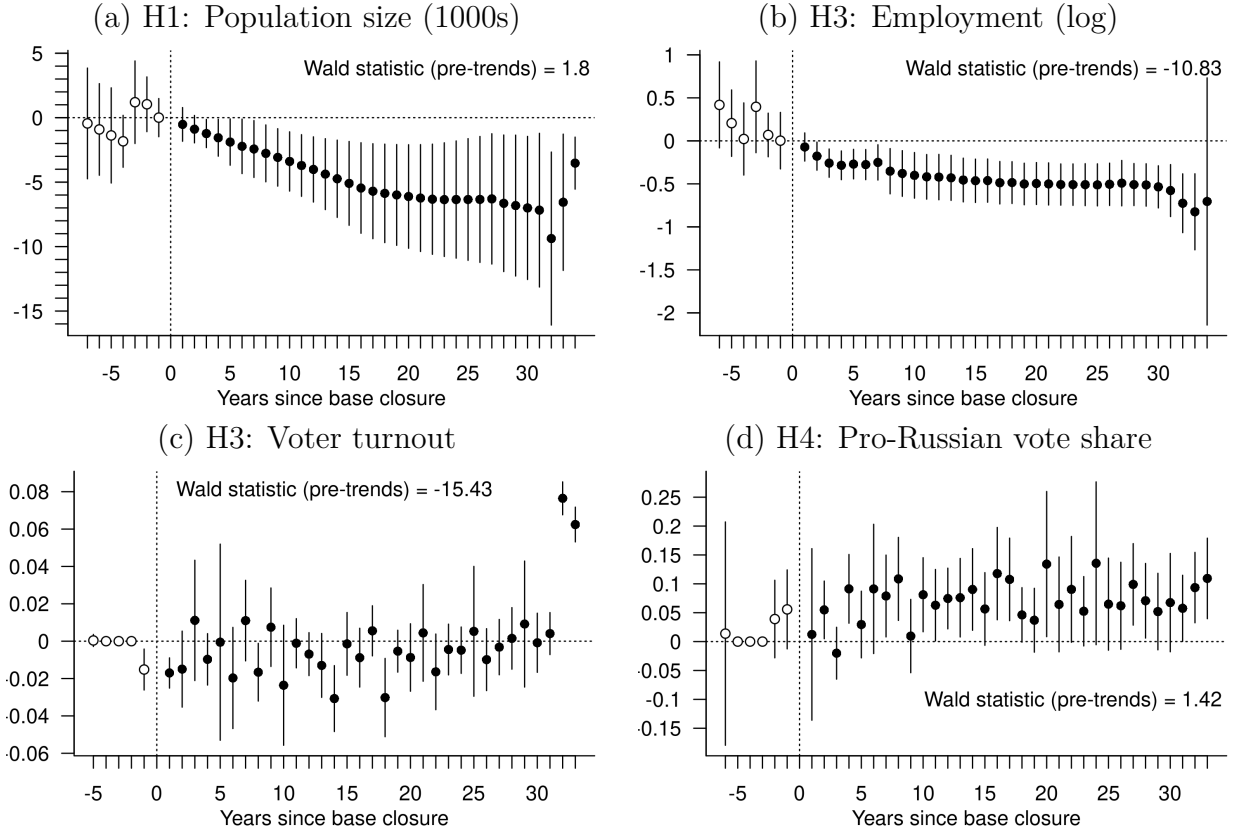 (a) H1: Population size (1000s)
Wald statistic (pre-trends) = 1.8
5
0
-5
-10
-15
-5 0 5 10 15 20 25 30
Years since base closure
(b) H3: Employment (log)
Wald statistic (pre-trends) = -10.83
1
0.5
0
-0.5
-1
-1.5
-2
-5 0 5 10 15 20 25 30
Years since base closure
(c) H3: Voter turnout
Wald statistic (pre-trends) = -15.43
0.08
0.06
0.04
0.02
0
-0.02
-0.04
-0.06
-5 0 5 10 15 20 25 30
Years since base closure
(d) H4: Pro-Russian vote share
0.25
0.2
0.15
0.1
0.05
0
-0.05
-0.1
-0.15
Wald statistic (pre-trends) = 1.42
-5 0 5 10 15 20 25 30
Years since base closure